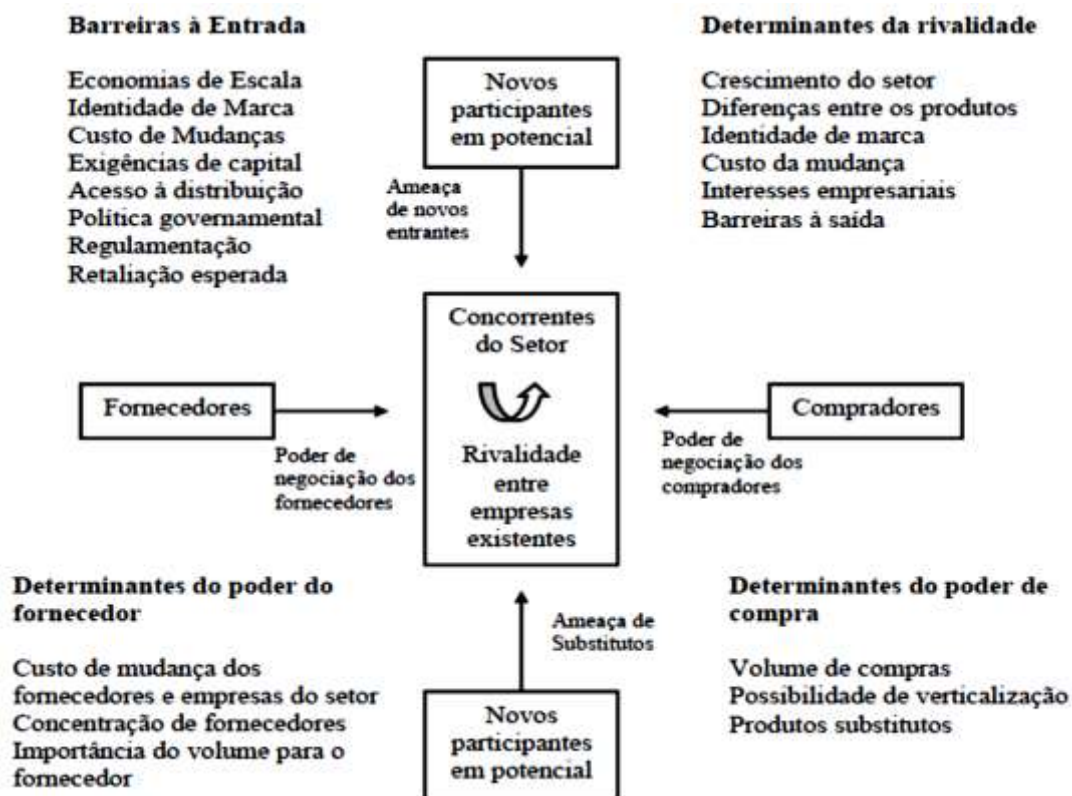 Barreiras à Entrada
Economias de Escala
Identidade de Marca
Custo de Mudanças
Exigências de capital
Acesso à distribuição
Política governamental
Regulamentação
Retaliação esperada
Novos
participantes
em potencial
Ameaça
de novos
entrantes
Determinantes da rivalidade
Crescimento do setor
Diferenças entre os produtos
Identidade de marca
Custo da mudança
Interesses empresariais
Barreiras à saída
Fornecedores
Poder de
negociação dos
fornecedores
Concorrentes
do Setor
Rivalidade
entre
empresas
existentes
Compradores
Poder de
negociação dos
compradores
Determinantes do poder do
fornecedor
Custo de mudança dos
fornecedores e empresas do setor
Concentração de fornecedores
Importância do volume para o
fornecedor
Ameaça de
Substitutos
Novos
participantes
em potencial
Determinantes do poder de
compra
Volume de compras
Possibilidade de verticalização
Produtos substitutos